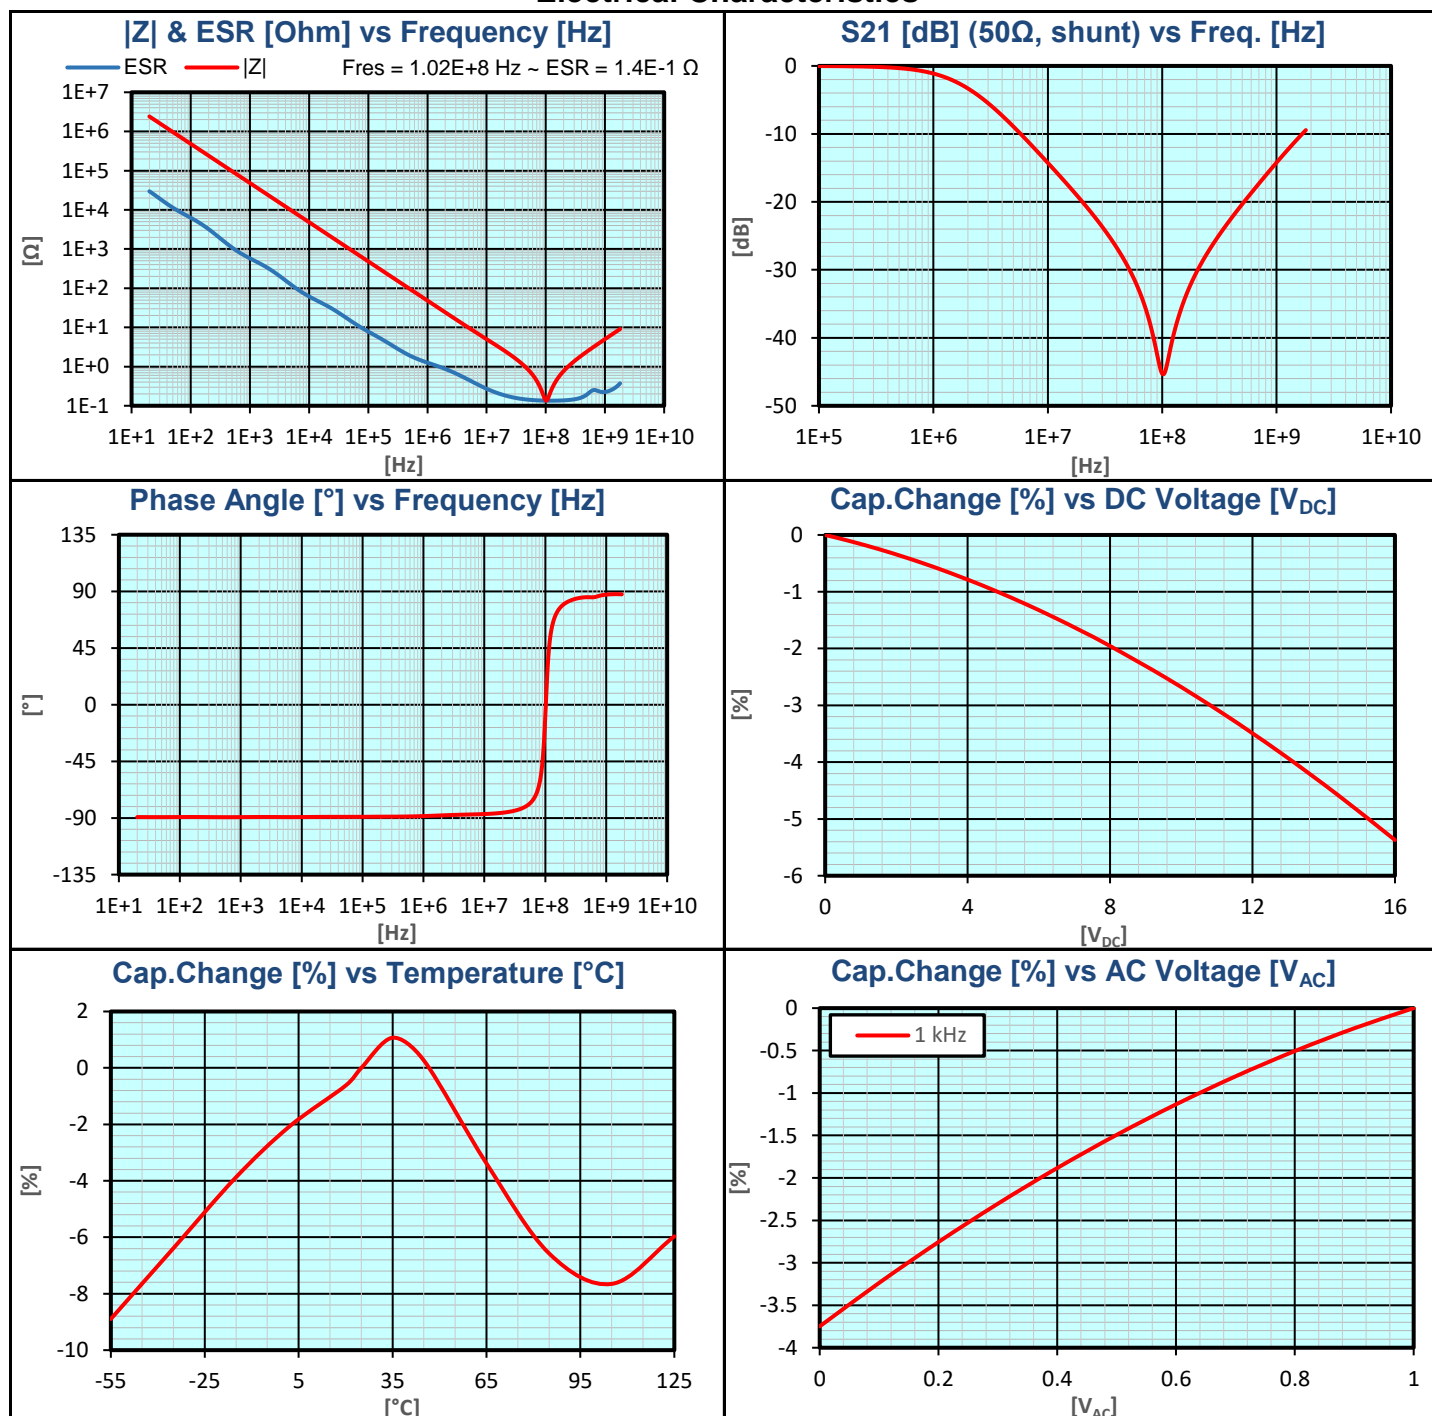 Electrical Characteristics
|Z| & ESR [Ohm] vs Frequency [Hz]
ESR
|Z|
Fres = 1.02E+8 Hz ~ ESR = 1.4E-1 Ω
1E+7
1E+6
1E+5
1E+4
1E+3
1E+2
1E+1
1E+0
1E-1
[Ω]
1E+1 1E+2 1E+3 1E+4 1E+5 1E+6 1E+7 1E+8 1E+9 1E+10
[Hz]
S21 [dB] (50Ω, shunt) vs Freq. [Hz]
0
-10
-20
-30
-40
-50
[dB]
1E+5 1E+6 1E+7 1E+8 1E+9 1E+10
[Hz]
Phase Angle [°] vs Frequency [Hz]
135
90
45
0
-45
-90
-135
[°]
1E+1 1E+2 1E+3 1E+4 1E+5 1E+6 1E+7 1E+8 1E+9 1E+10
[Hz]
Cap.Change [%] vs DC Voltage [VDC]
0
-1
-2
-3
-4
-5
-6
[%]
0 4 8 12 16
[VDC]
Cap.Change [%] vs Temperature [°C]
2
0
-2
-4
-6
-8
-10
[%]
-55 -25 5 35 65 95 125
[°C]
Cap.Change [%] vs AC Voltage [VAC]
1 kHz
0
-0.5
-1
-1.5
-2
-2.5
-3
-3.5
-4
[%]
0 0.2 0.4 0.6 0.8 1
[VAC]